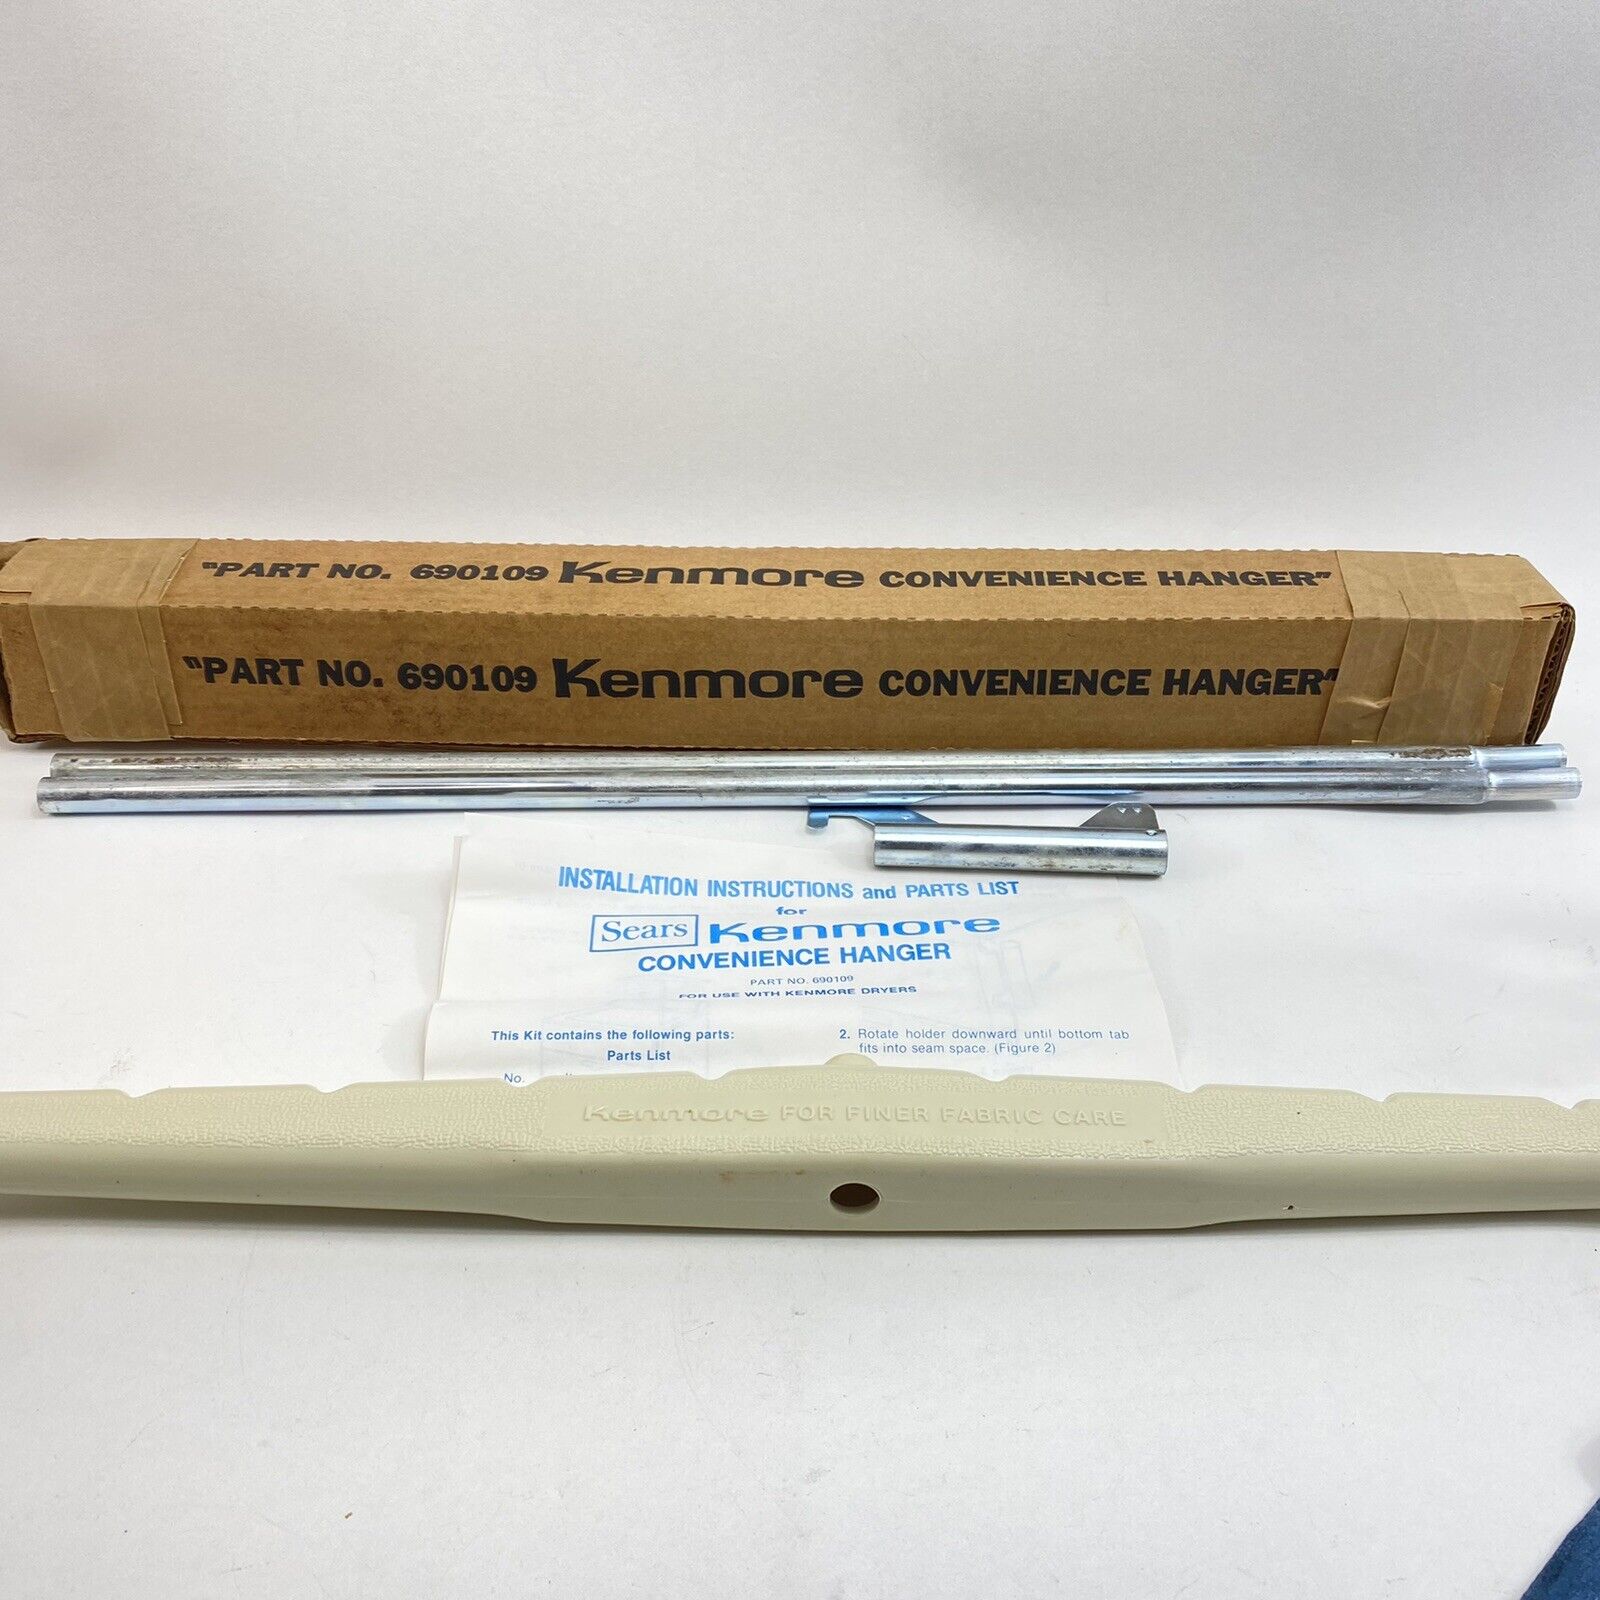 "PART NO. 690109 Kenmore CONVENIENCE HANGER"
"PART NO. 690109 Kenmore CONVENIENCE HANGER"
INSTALLATION INSTRUCTIONS and PARTS LIST
for
Sears Kenmore
CONVENIENCE HANGER
PART NO. 690109
FOR USE WITH KENMORE DRYERS
This Kit contains the following parts:
Parts List
No.
2. Rotate holder downward until bottom tab
fits into seam space. (Figure 2)
Kenmore FOR FINER FABRIC CARE